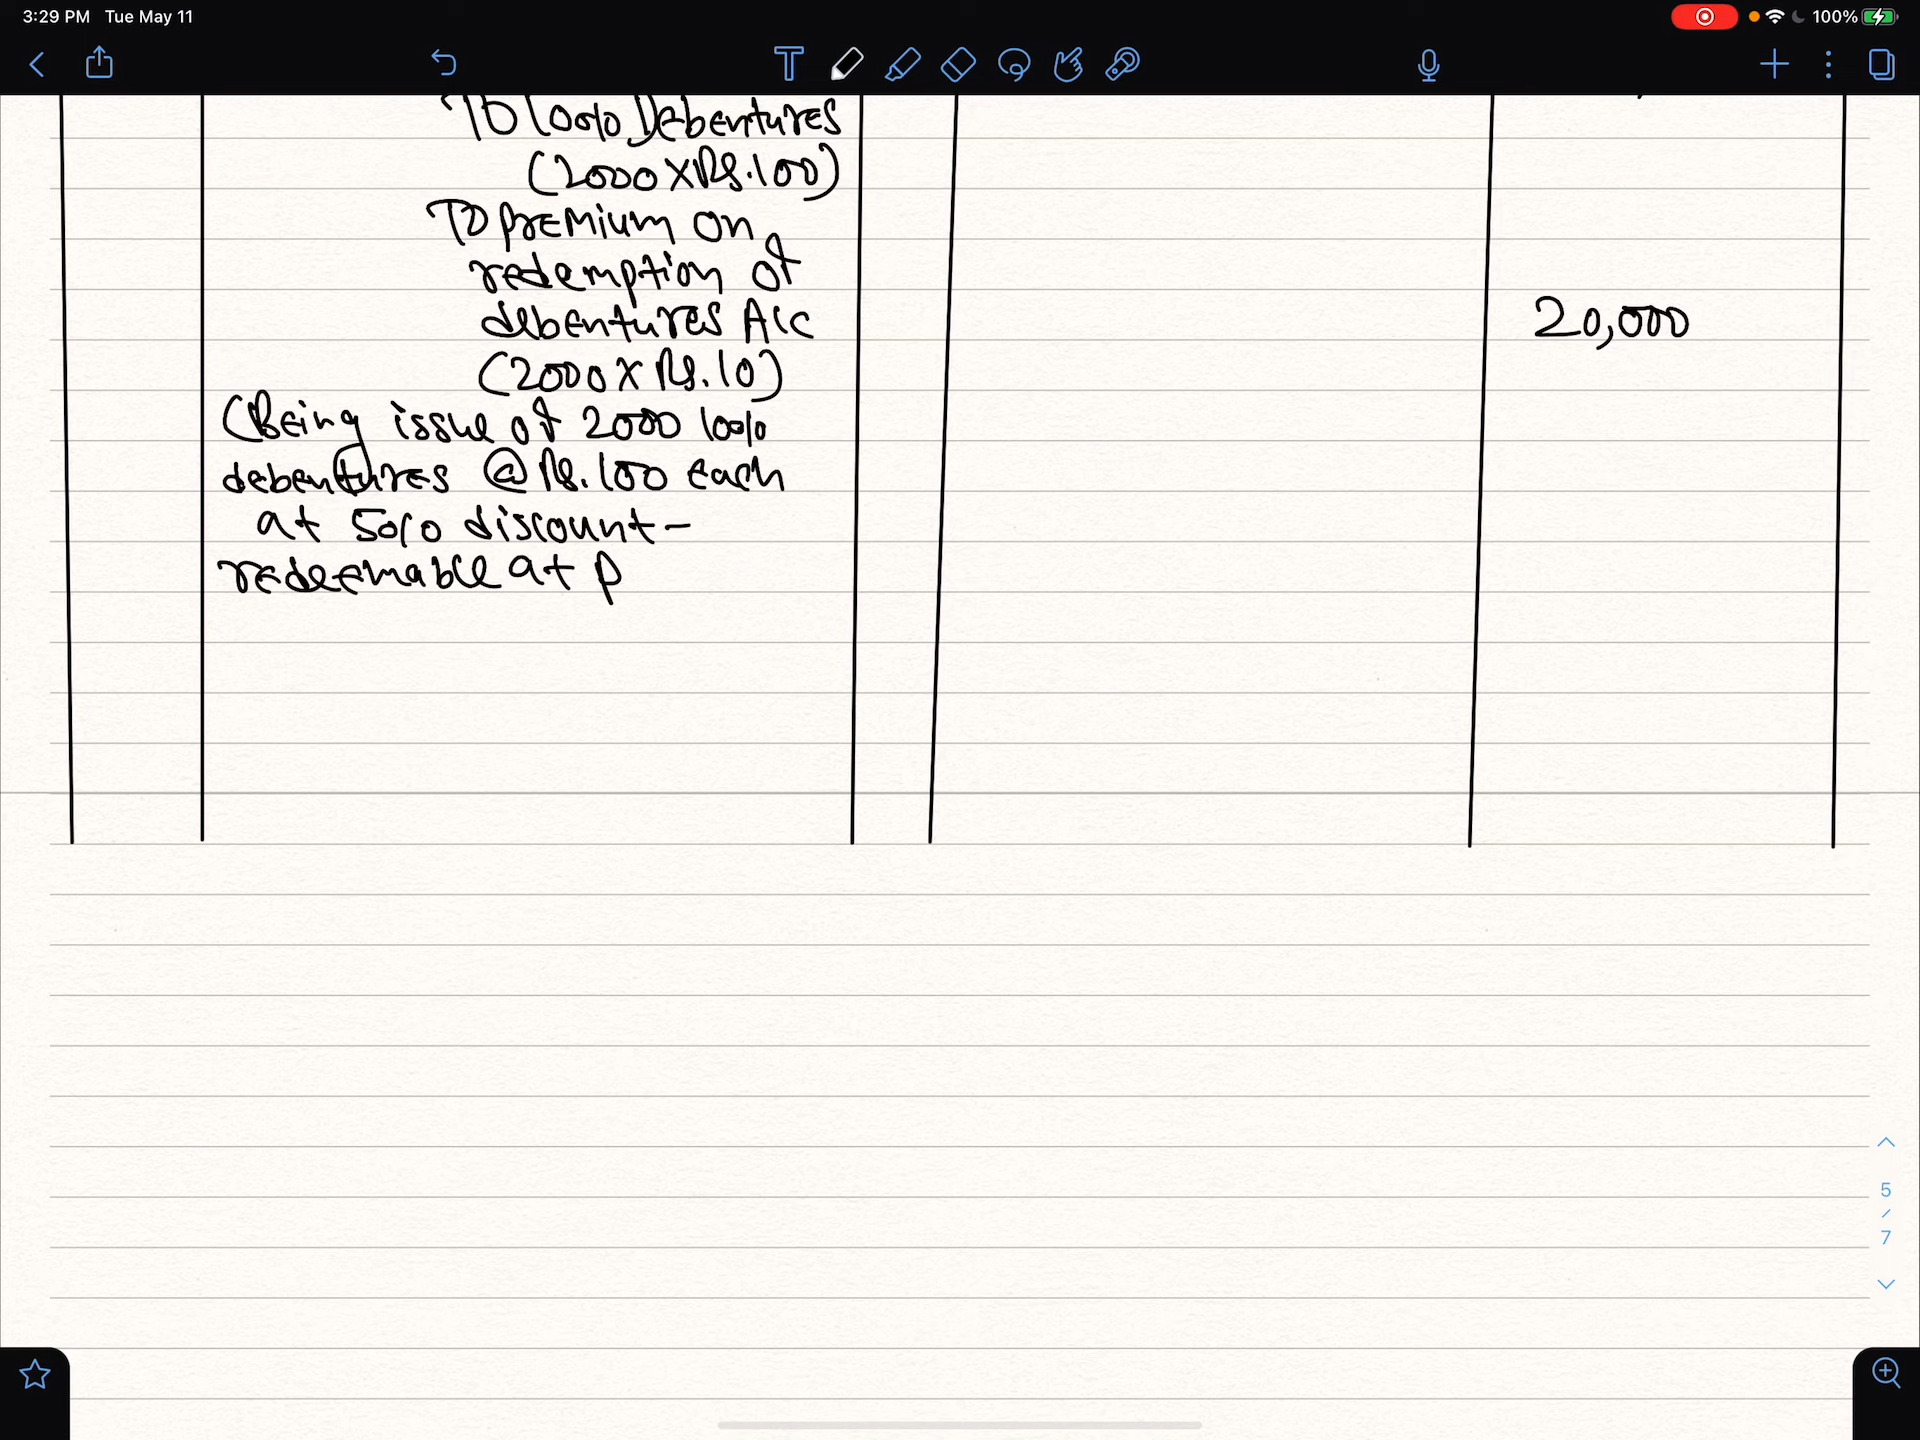 3:29 PM Tue May 11
100%
To 10% Debentures
(2000 X Rs.100)
To premium on
redemption of
debentures A/c
20,000
(2000 X Rs.10)
(Being issue of 2000 10%
debentures @ Rs.100 each
at 5% discount-
redeemable at p
5
/
7